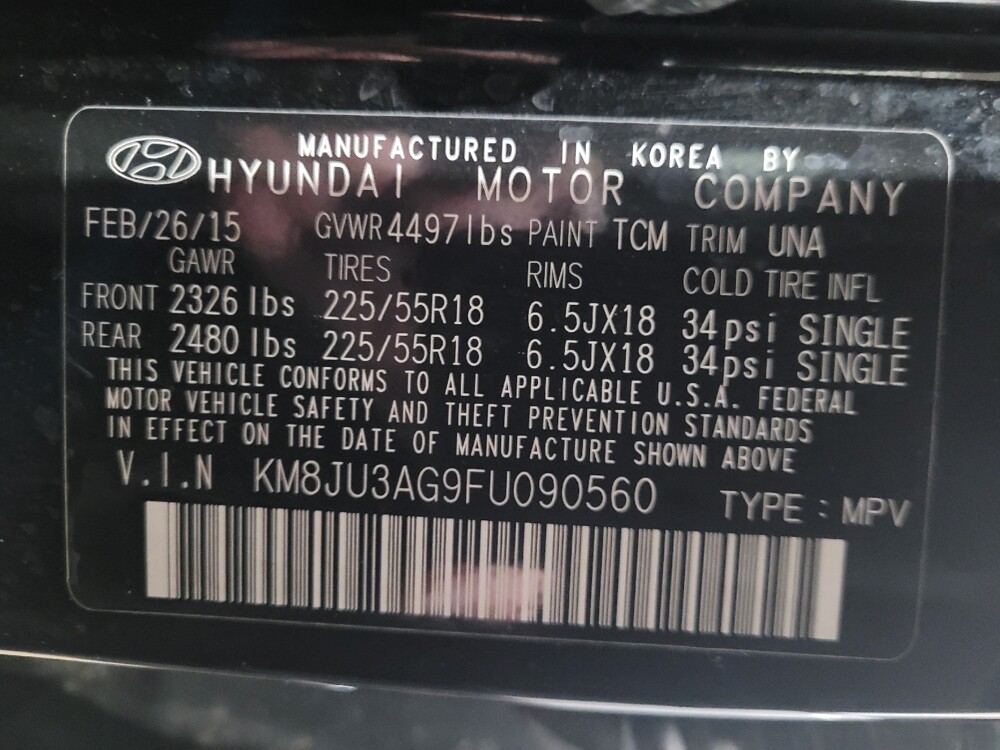 MANUFACTURED IN KOREA BY
HYUNDAI MOTOR COMPANY
FEB/26/15 GVWR 4497 lbs PAINT TCM TRIM UNA
GAWR TIRES RIMS COLD TIRE INFL
FRONT 2326 lbs 225/55R18 6.5JX18 34psi SINGLE
REAR 2480 lbs 225/55R18 6.5JX18 34psi SINGLE
THIS VEHICLE CONFORMS TO ALL APPLICABLE U.S.A. FEDERAL
MOTOR VEHICLE SAFETY AND THEFT PREVENTION STANDARDS
IN EFFECT ON THE DATE OF MANUFACTURE SHOWN ABOVE
V.I.N KM8JU3AG9FU090560 TYPE : MPV